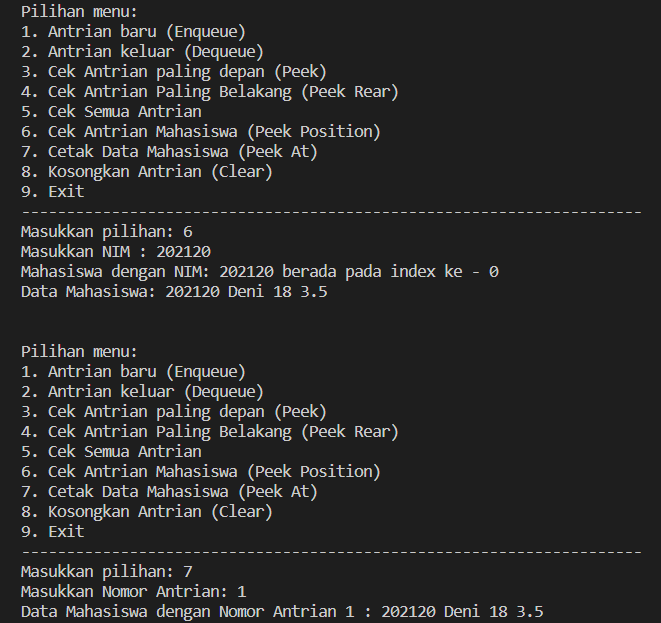 Pilihan menu:
1. Antrian baru (Enqueue)
2. Antrian keluar (Dequeue)
3. Cek Antrian paling depan (Peek)
4. Cek Antrian Paling Belakang (Peek Rear)
5. Cek Semua Antrian
6. Cek Antrian Mahasiswa (Peek Position)
7. Cetak Data Mahasiswa (Peek At)
8. Kosongkan Antrian (Clear)
9. Exit
---------------------------------------------------------------------
Masukkan pilihan: 6
Masukkan NIM : 202120
Mahasiswa dengan NIM: 202120 berada pada index ke - 0
Data Mahasiswa: 202120 Deni 18 3.5
Pilihan menu:
1. Antrian baru (Enqueue)
2. Antrian keluar (Dequeue)
3. Cek Antrian paling depan (Peek)
4. Cek Antrian Paling Belakang (Peek Rear)
5. Cek Semua Antrian
6. Cek Antrian Mahasiswa (Peek Position)
7. Cetak Data Mahasiswa (Peek At)
8. Kosongkan Antrian (Clear)
9. Exit
---------------------------------------------------------------------
Masukkan pilihan: 7
Masukkan Nomor Antrian: 1
Data Mahasiswa dengan Nomor Antrian 1 : 202120 Deni 18 3.5